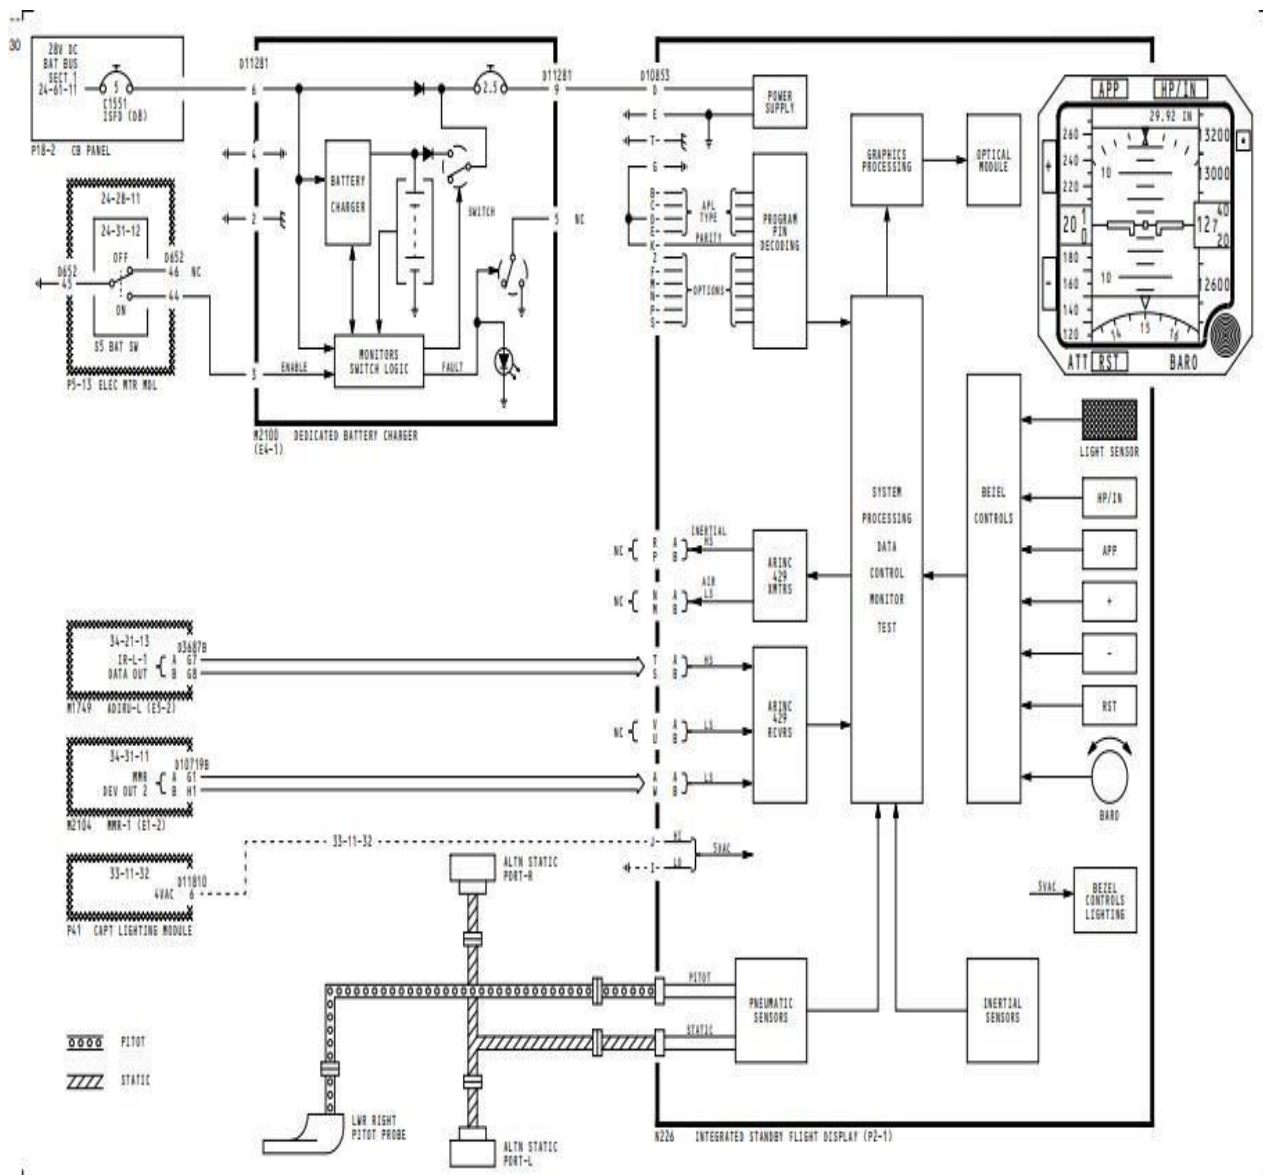 30
28V DC
BAT BUS
SECT 1
24-61-11
5
C1551
ISFD (D8)
P18-2 CB PANEL
24-28-11
24-31-12
OFF
D652
45
D652
46 NC
44
ON
S5 BAT SW
P5-13 ELEC MTR MDL
D11281
6
4
2
3
ENABLE
BATTERY
CHARGER
SWITCH
2.5
D11281
9
5 NC
MONITORS
SWITCH LOGIC
FAULT
M2100 DEDICATED BATTERY CHARGER
(E4-1)
D10853
D
E
T
G
B
C
D
E
K
Z
F
M
N
P
S
APL
TYPE
PARITY
OPTIONS
POWER
SUPPLY
PROGRAM
PIN
DECODING
GRAPHICS
PROCESSING
OPTICAL
MODULE
APP
HP/IN
29.92 IN
260
240
220
20 1
0
180
160
140
120
10
10
14
15
16
13200
13000
127 40
20
12600
+
-
ATT RST BARO
LIGHT SENSOR
HP/IN
APP
+
-
RST
BARO
BEZEL
CONTROLS
SYSTEM
PROCESSING
DATA
CONTROL
MONITOR
TEST
NC R A INERTIAL
P B HS
NC N A AIR
M B LS
ARINC
429
XMTRS
T A HS
S B
NC V A LS
U B
A A LS
W B
ARINC
429
RCVRS
34-21-13
D3687B
IR-L-1 A G7
DATA OUT B G8
M1749 ADIRU-L (E5-2)
34-31-11
D10719B
MMR A G1
DEV OUT 2 B H1
M2104 MMR-1 (E1-2)
33-11-32
D11810
4VAC 6
P41 CAPT LIGHTING MODULE
33-11-32
J HI
I LO
5VAC
5VAC
BEZEL
CONTROLS
LIGHTING
ALTN STATIC
PORT-R
PITOT
STATIC
PNEUMATIC
SENSORS
INERTIAL
SENSORS
PITOT
STATIC
LWR RIGHT
PITOT PROBE
ALTN STATIC
PORT-L
N226 INTEGRATED STANDBY FLIGHT DISPLAY (P2-1)